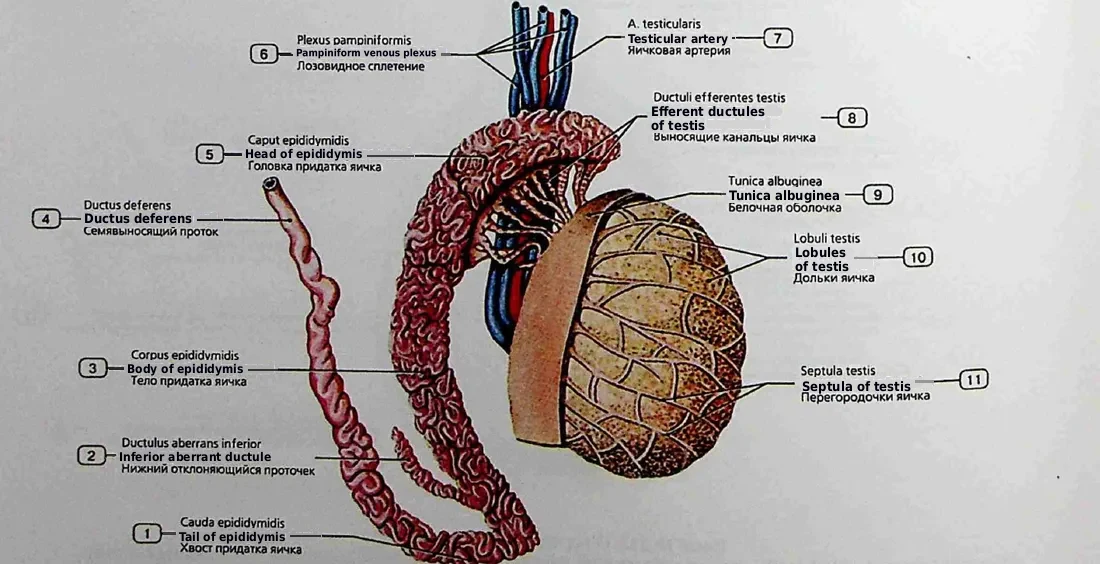 6
Plexus pampiniformis
Pampiniform venous plexus
Лозовидное сплетение
A. testicularis
Testicular artery
Яичковая артерия
7
Ductuli efferentes testis
Efferent ductules
of testis
Выносящие канальцы яичка
8
5
Caput epididymidis
Head of epididymis
Головка придатка яичка
4
Ductus deferens
Ductus deferens
Семявыносящий проток
Tunica albuginea
Tunica albuginea
Белочная оболочка
9
Lobuli testis
Lobules
of testis
Дольки яичка
10
3
Corpus epididymidis
Body of epididymis
Тело придатка яичка
Septula testis
Septula of testis
Перегородочки яичка
11
2
Ductulus aberrans inferior
Inferior aberrant ductule
Нижний отклоняющийся проточек
1
Cauda epididymidis
Tail of epididymis
Хвост придатка яичка